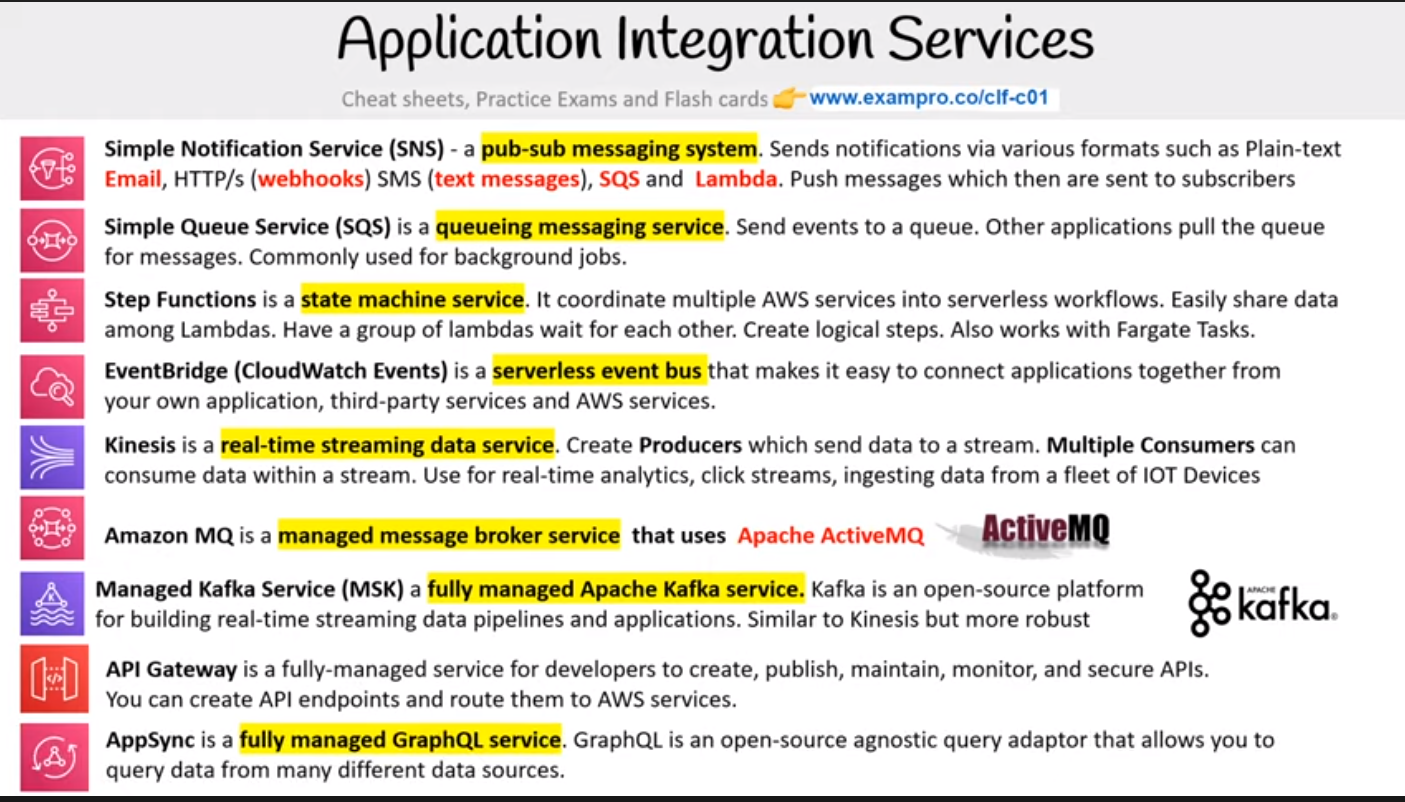 Application Integration Services
Cheat sheets, Practice Exams and Flash cards 👉 www.exampro.co/clf-c01
Simple Notification Service (SNS) - a pub-sub messaging system. Sends notifications via various formats such as Plain-text
Email, HTTP/s (webhooks) SMS (text messages), SQS and Lambda. Push messages which then are sent to subscribers
Simple Queue Service (SQS) is a queueing messaging service. Send events to a queue. Other applications pull the queue
for messages. Commonly used for background jobs.
Step Functions is a state machine service. It coordinate multiple AWS services into serverless workflows. Easily share data
among Lambdas. Have a group of lambdas wait for each other. Create logical steps. Also works with Fargate Tasks.
EventBridge (CloudWatch Events) is a serverless event bus that makes it easy to connect applications together from
your own application, third-party services and AWS services.
Kinesis is a real-time streaming data service. Create Producers which send data to a stream. Multiple Consumers can
consume data within a stream. Use for real-time analytics, click streams, ingesting data from a fleet of IOT Devices
Amazon MQ is a managed message broker service that uses Apache ActiveMQ
ActiveMQ
Managed Kafka Service (MSK) a fully managed Apache Kafka service. Kafka is an open-source platform
for building real-time streaming data pipelines and applications. Similar to Kinesis but more robust
APACHE
kafka®
API Gateway is a fully-managed service for developers to create, publish, maintain, monitor, and secure APIs.
You can create API endpoints and route them to AWS services.
AppSync is a fully managed GraphQL service. GraphQL is an open-source agnostic query adaptor that allows you to
query data from many different data sources.